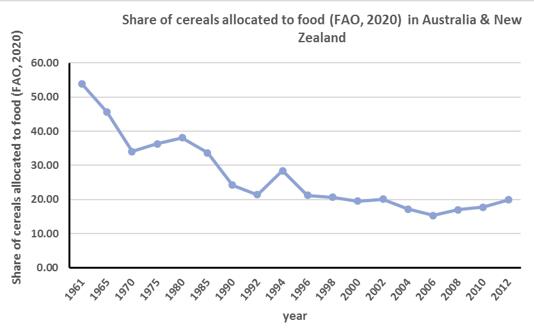 Share of cereals allocated to food (FAO, 2020) in Australia & New
Zealand
Share of cereals allocated to food (FAO, 2020)
60.00
50.00
40.00
30.00
20.00
10.00
0.00
1961 1965 1970 1975 1980 1985 1990 1992 1994 1996 1998 2000 2002 2004 2006 2008 2010 2012
year